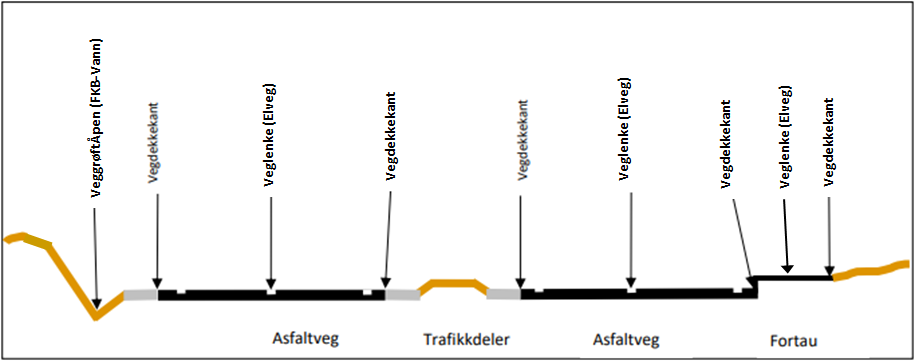 VeggrøftÅpen (FKB-Vann)
Vegdekkekant
Veglenke (Elveg)
Vegdekkekant
Vegdekkekant
Veglenke (Elveg)
Vegdekkekant
Veglenke (Elveg)
Vegdekkekant
Asfaltveg
Trafikkdeler
Asfaltveg
Fortau